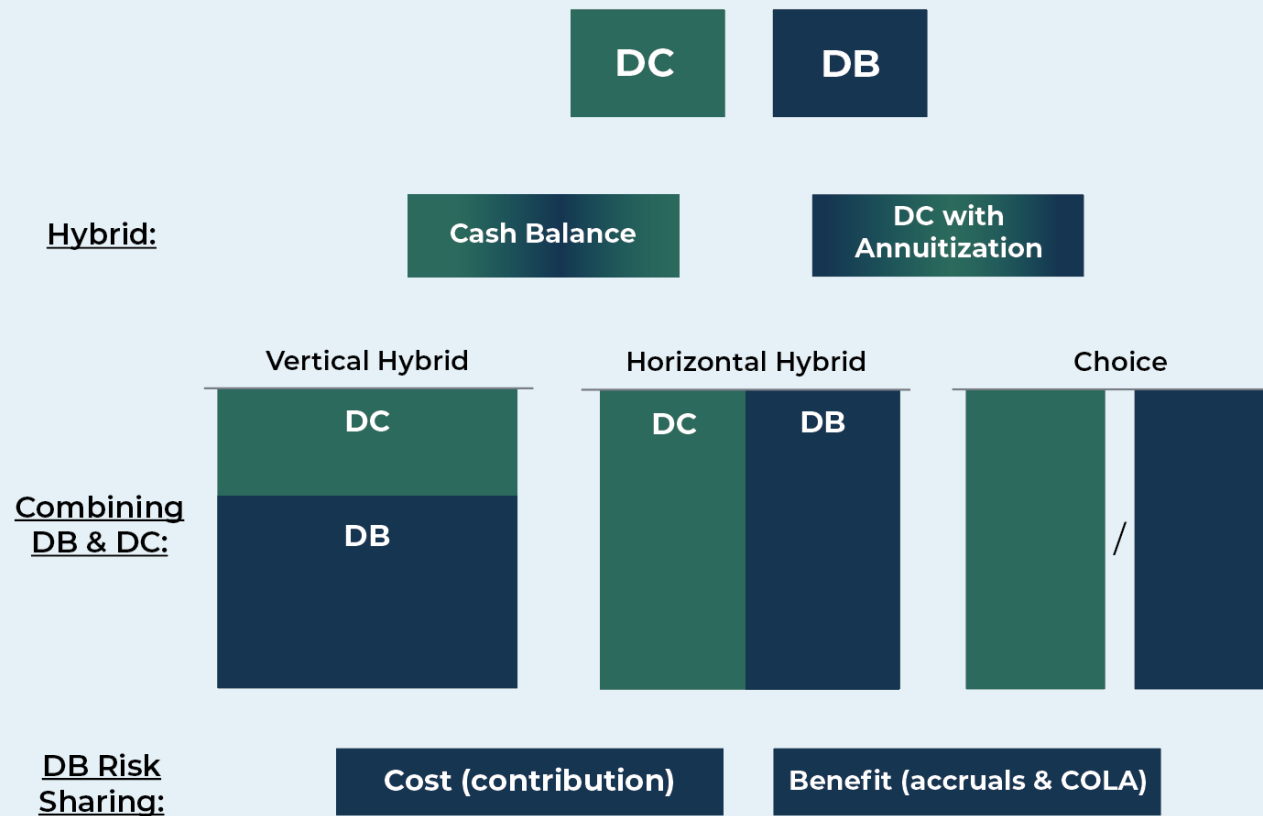 DC
DB
Hybrid:
Cash Balance
DC with
Annuitization
Vertical Hybrid
Horizontal Hybrid
Choice
DC
DC
DB
Combining
DB & DC:
DB
/
DB Risk
Sharing:
Cost (contribution)
Benefit (accruals & COLA)